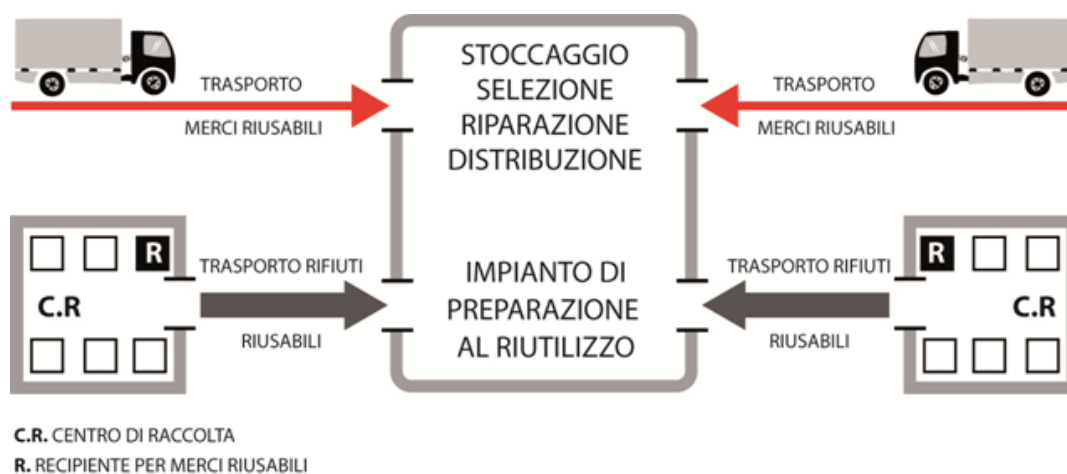 STOCCAGGIO
SELEZIONE
RIPARAZIONE
DISTRIBUZIONE
TRASPORTO
MERCI RIUSABILI
TRASPORTO
MERCI RIUSABILI
R
C.R
TRASPORTO RIFIUTI
RIUSABILI
IMPIANTO DI
PREPARAZIONE
AL RIUTILIZZO
TRASPORTO RIFIUTI
RIUSABILI
R
C.R
C.R. CENTRO DI RACCOLTA
R. RECIPIENTE PER MERCI RIUSABILI